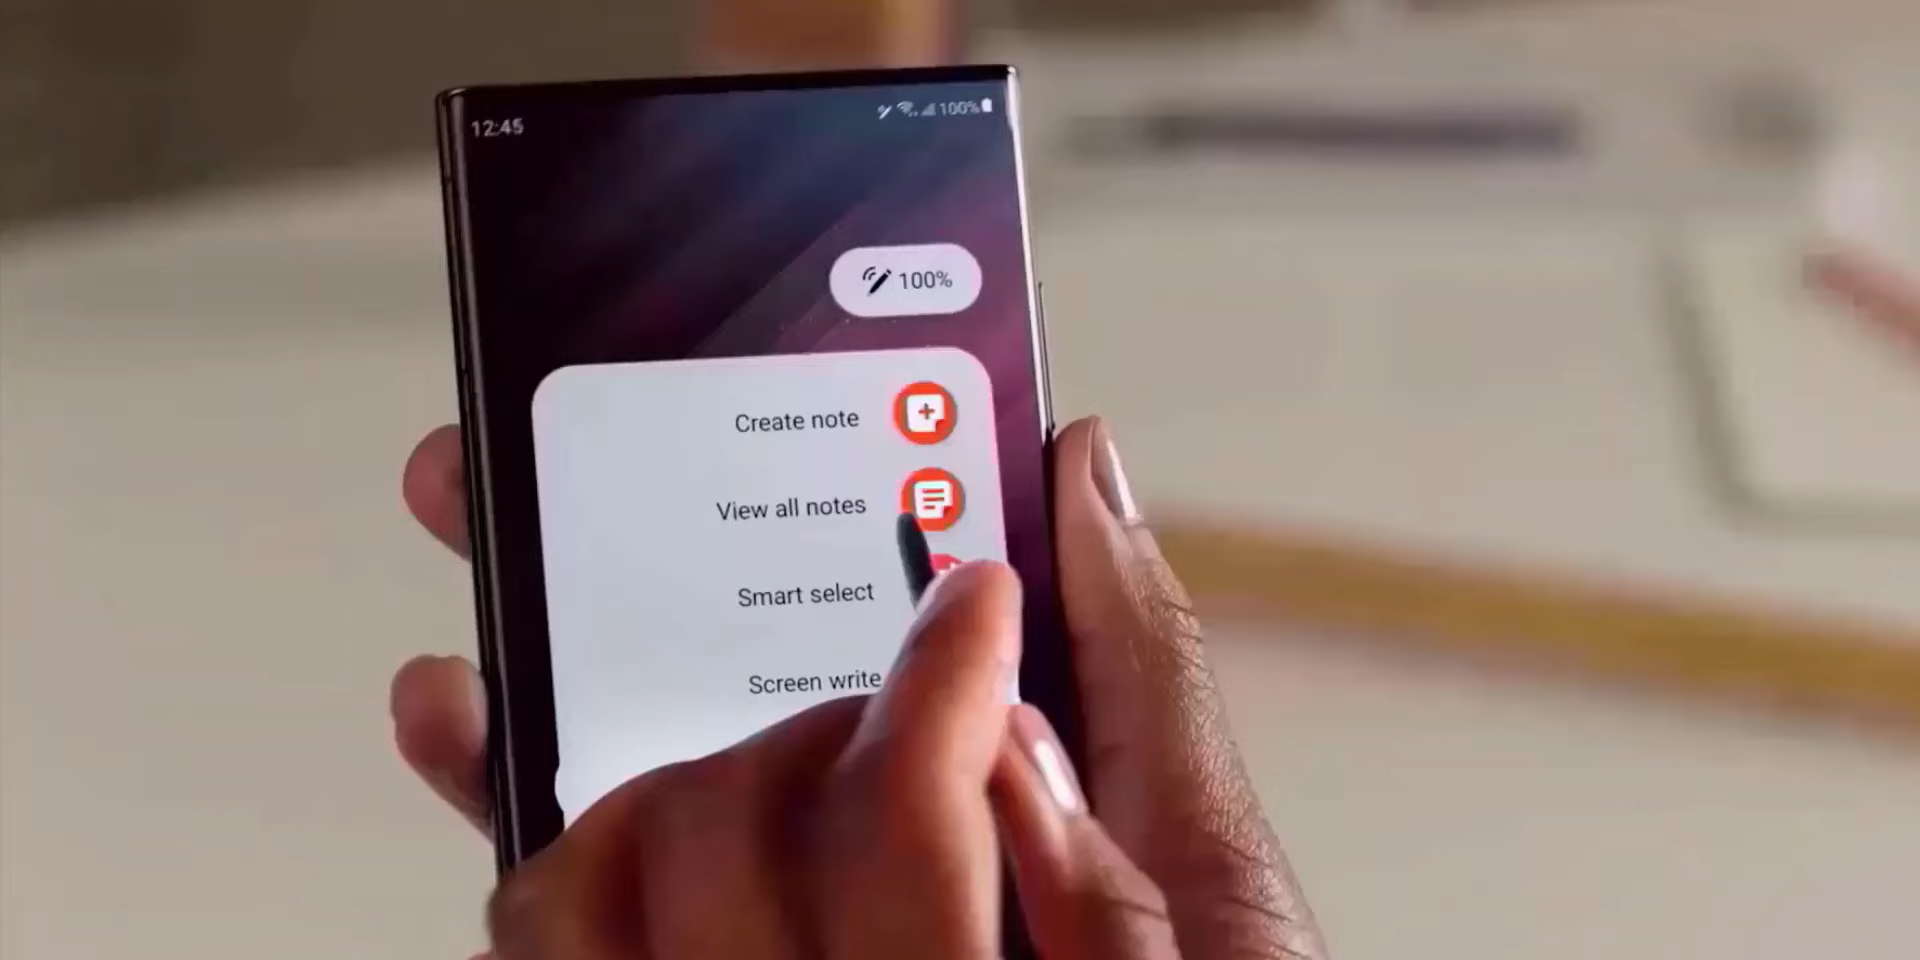 12:45
100%
100%
Create note
View all notes
Smart select
Screen write